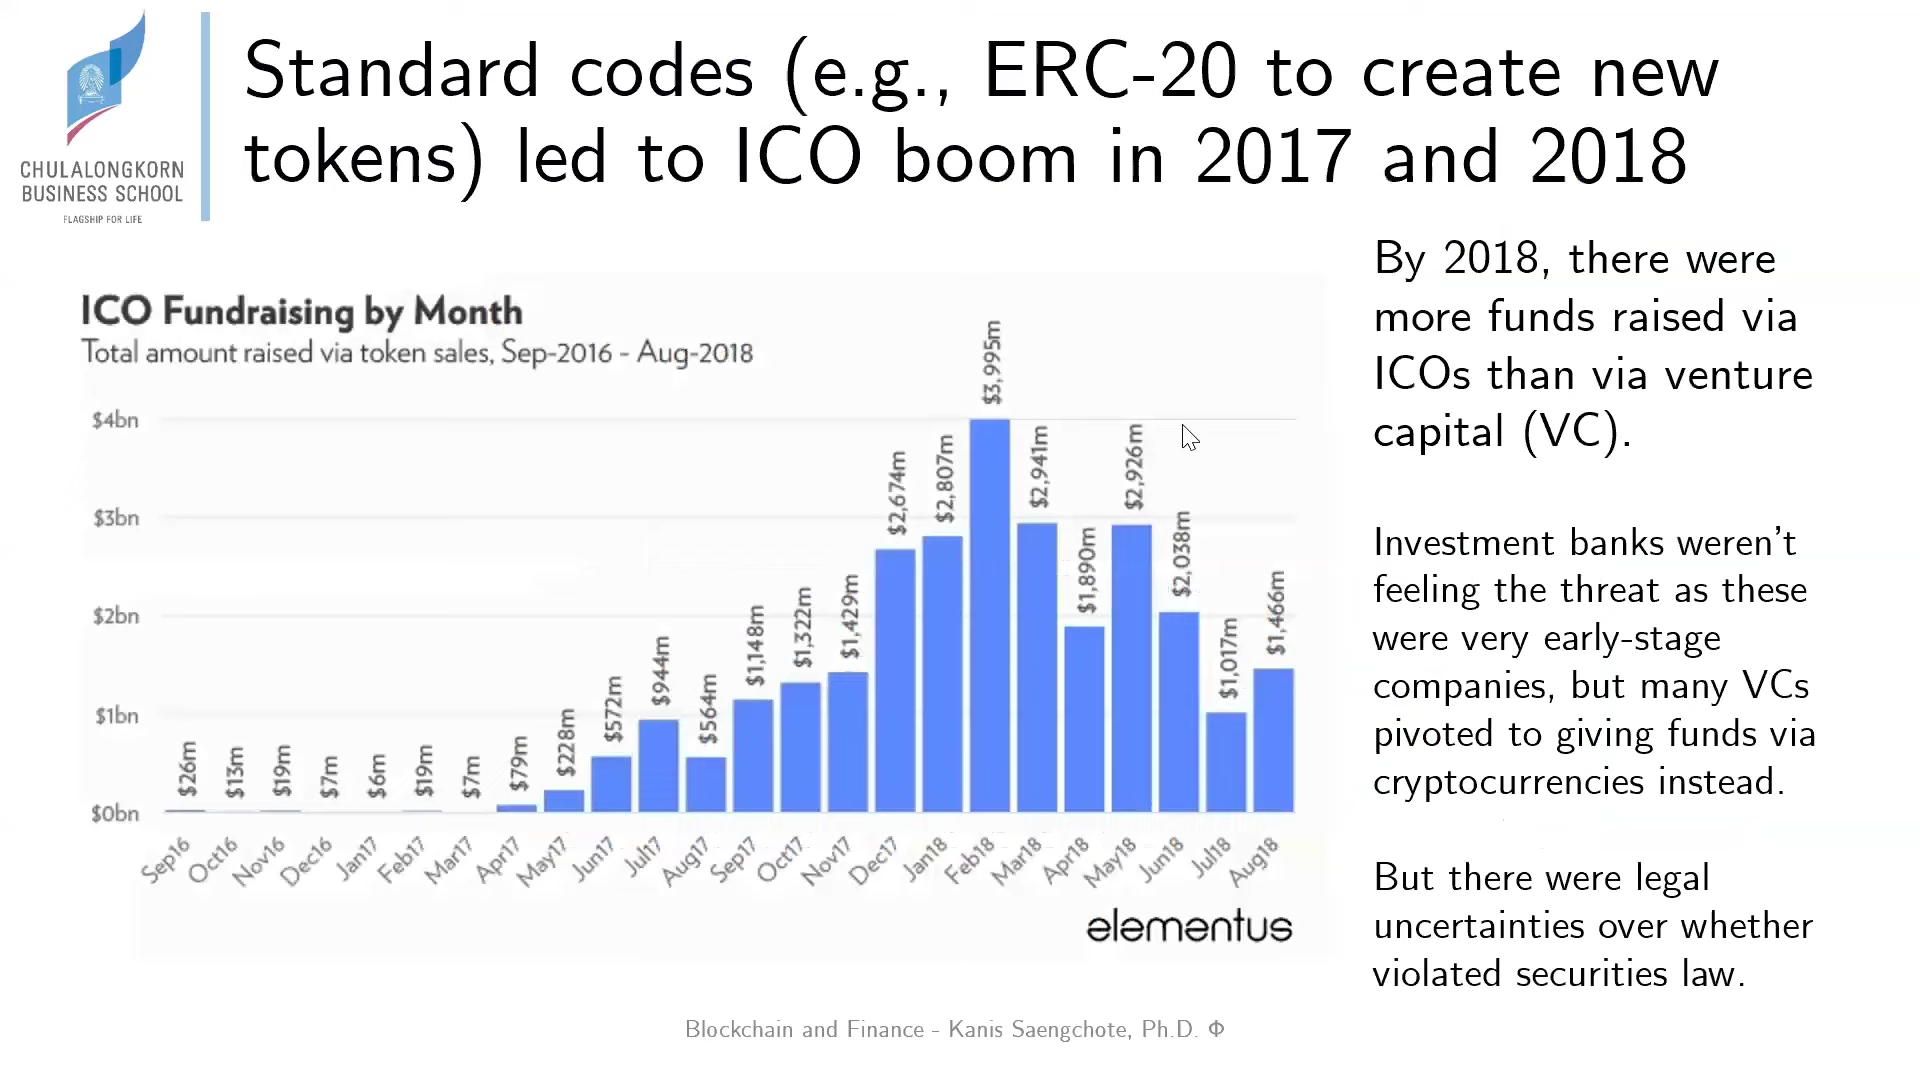 CHULALONGKORN
BUSINESS SCHOOL
FLAGSHIP FOR LIFE
Standard codes (e.g., ERC-20 to create new
tokens) led to ICO boom in 2017 and 2018
ICO Fundraising by Month
Total amount raised via token sales, Sep-2016 - Aug-2018
$4bn
$3bn
$2bn
$1bn
$0bn
$26m
$13m
$19m
$7m
$6m
$19m
$7m
$79m
$228m
$572m
$944m
$564m
$1,148m
$1,322m
$1,429m
$2,674m
$2,807m
$3,995m
$2,941m
$1,890m
$2,926m
$2,038m
$1,017m
$1,466m
Sep16
Oct16
Nov16
Dec16
Jan17
Feb17
Mar17
Apr17
May17
Jun17
Jul17
Aug17
Sep17
Oct17
Nov17
Dec17
Jan18
Feb18
Mar18
Apr18
May18
Jun18
Jul18
Aug18
elementus
By 2018, there were
more funds raised via
ICOs than via venture
capital (VC).
Investment banks weren't
feeling the threat as these
were very early-stage
companies, but many VCs
pivoted to giving funds via
cryptocurrencies instead.
But there were legal
uncertainties over whether
violated securities law.
Blockchain and Finance - Kanis Saengchote, Ph.D. Φ